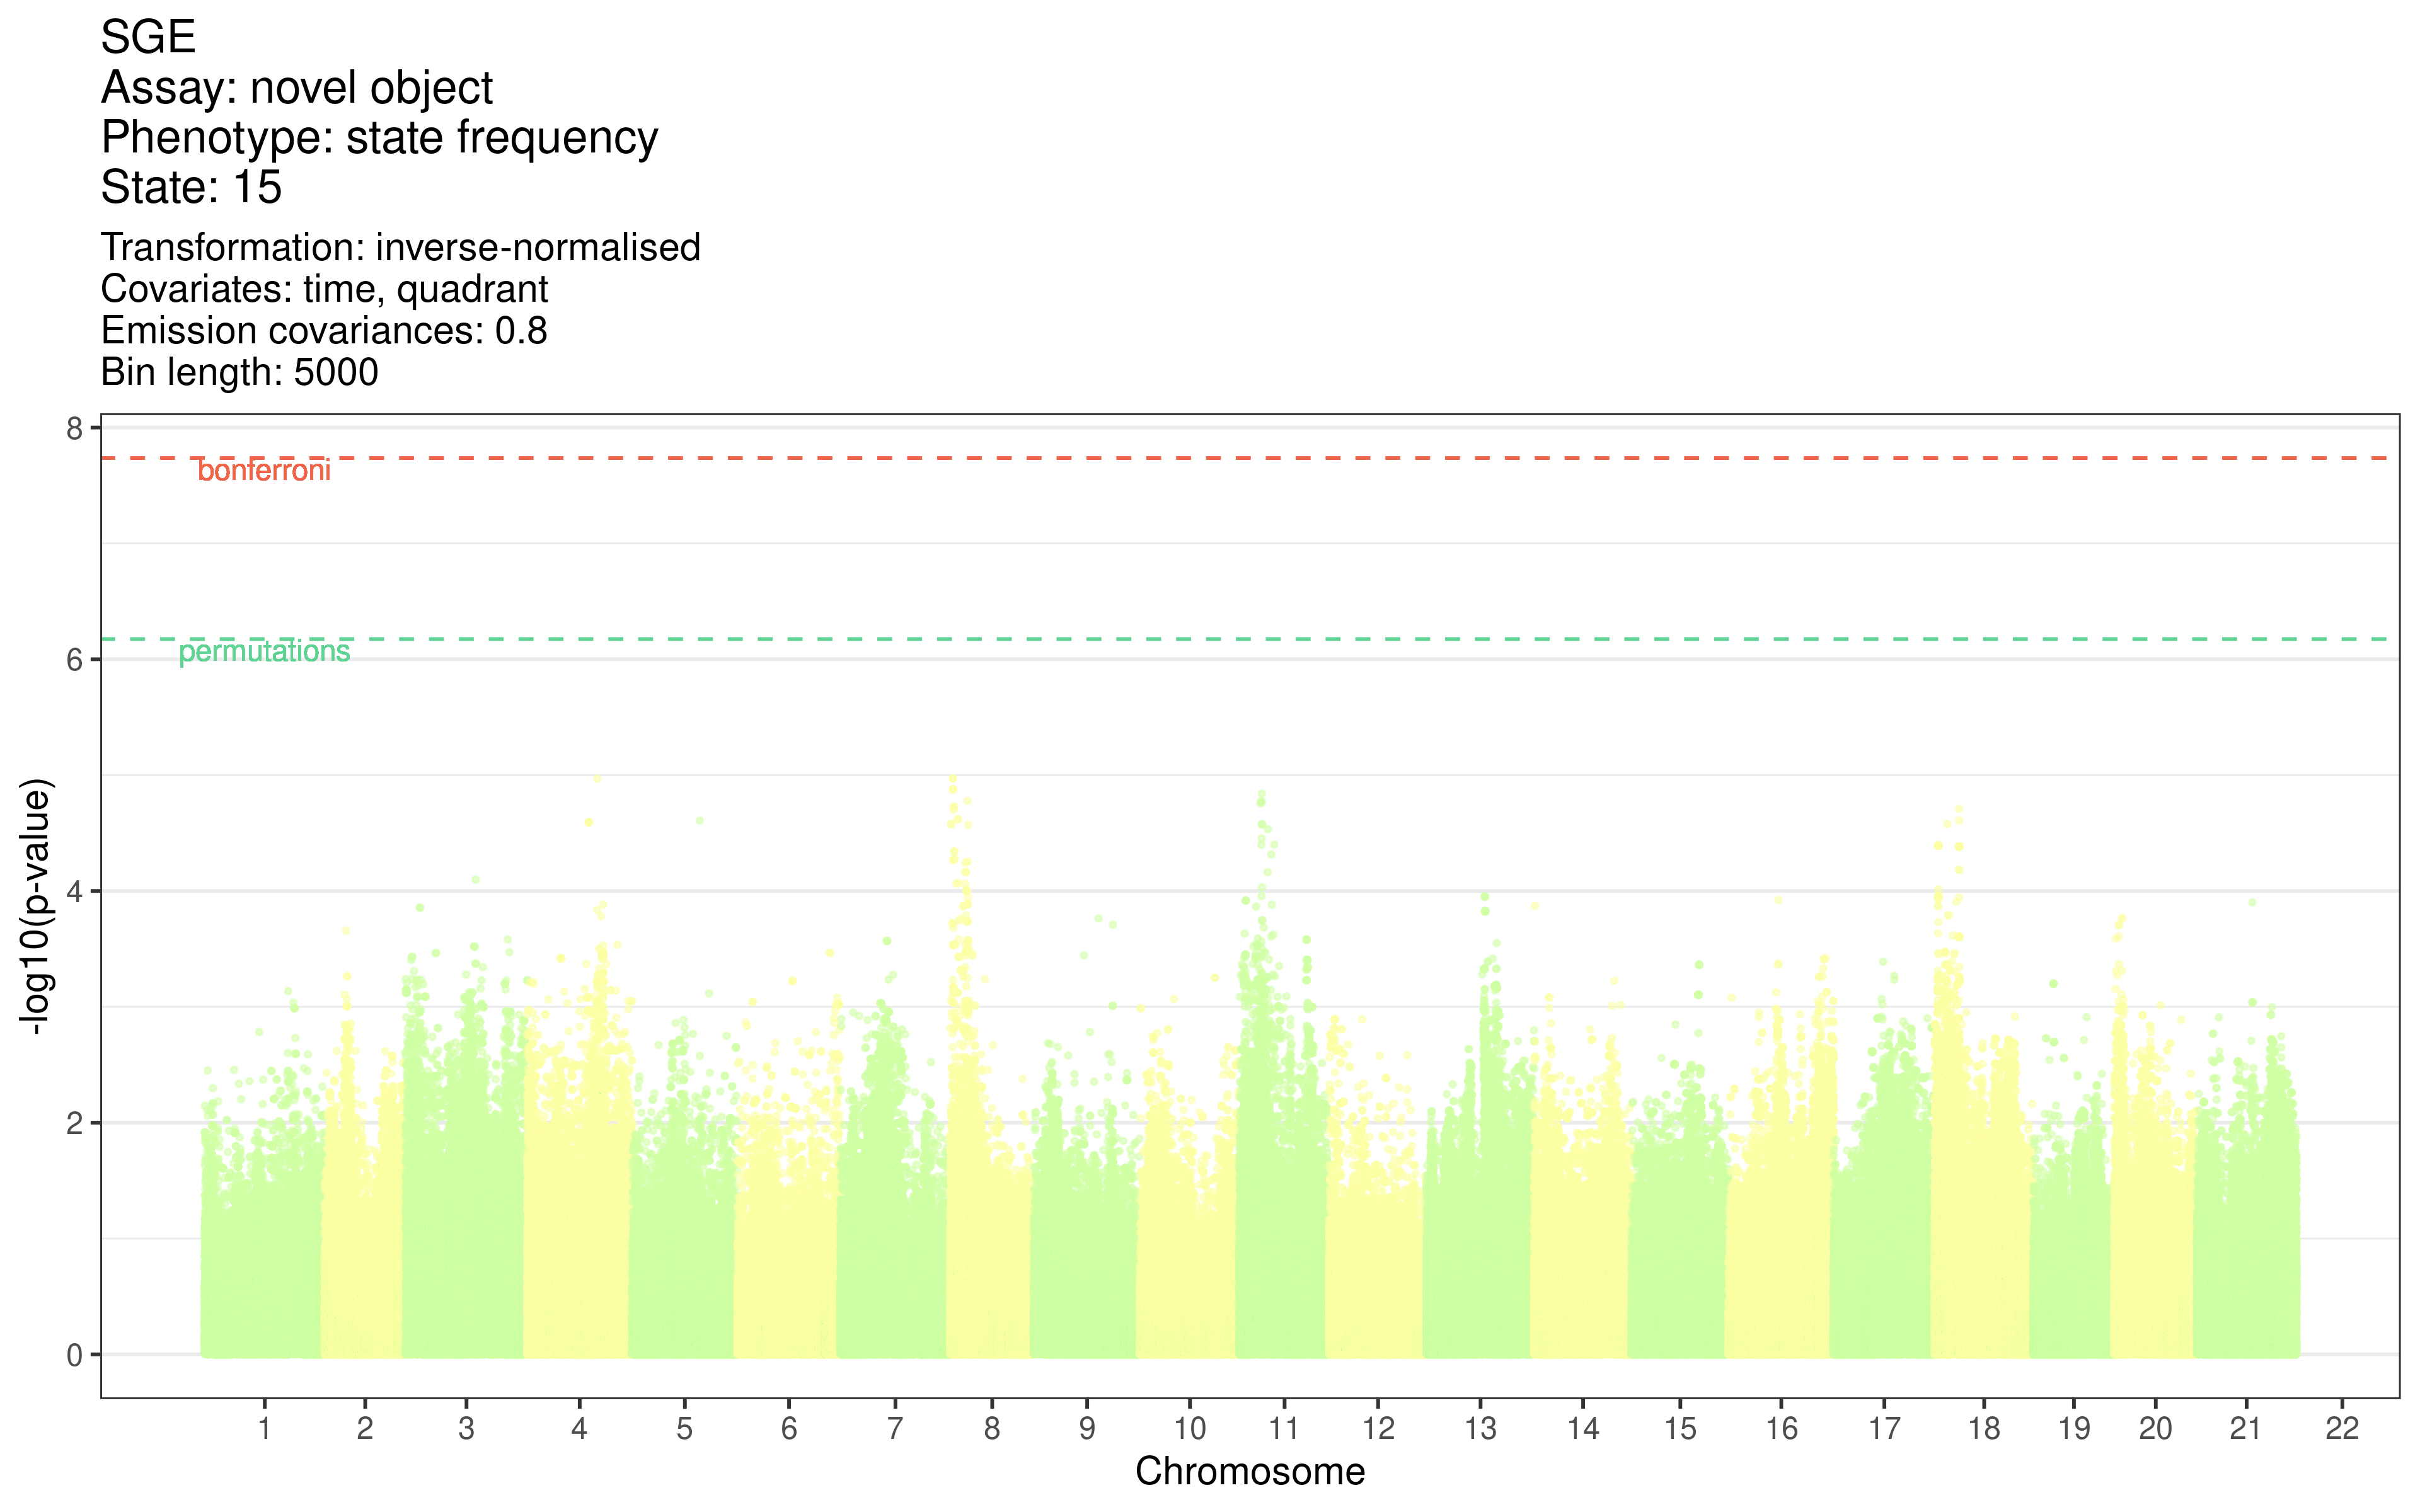 SGE
Assay: novel object
Phenotype: state frequency
State: 15
Transformation: inverse-normalised
Covariates: time, quadrant
Emission covariances: 0.8
Bin length: 5000
8
bonferroni
permutations
6
4
2
0
-log10(p-value)
1 2 3 4 5 6 7 8 9 10 11 12 13 14 15 16 17 18 19 20 21 22
Chromosome